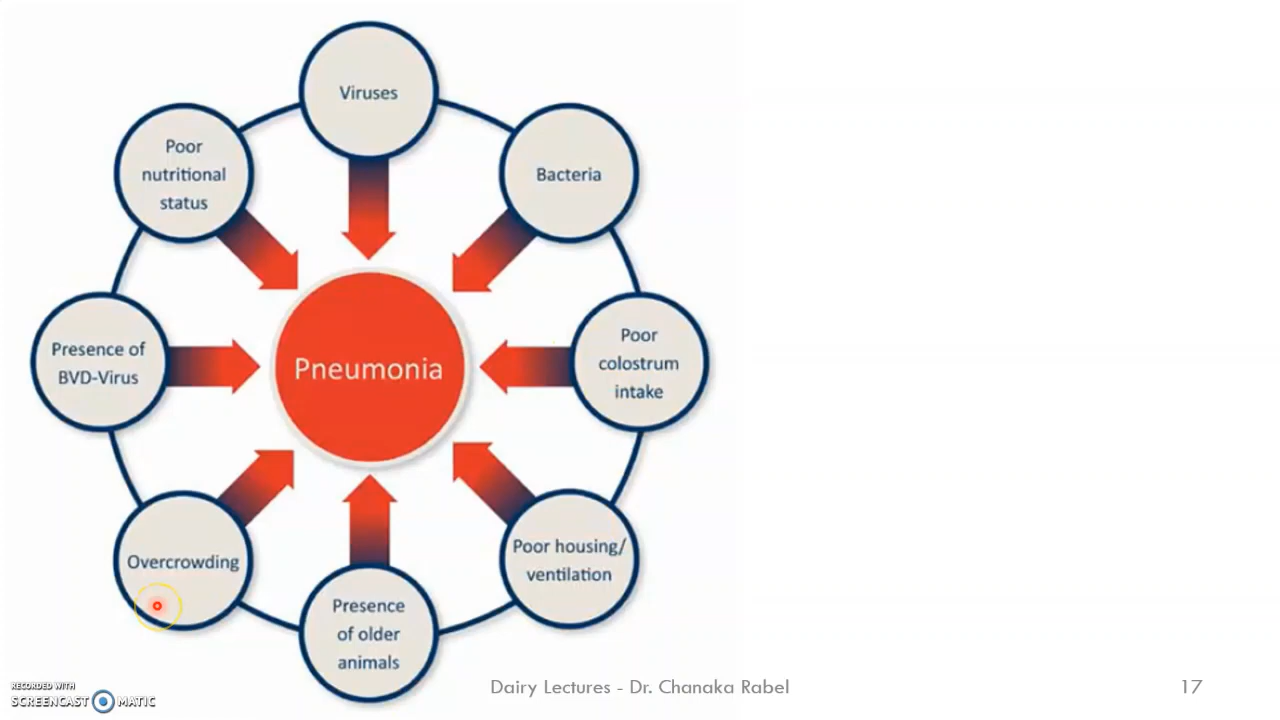 Viruses
Bacteria
Poor
colostrum
intake
Poor housing/
ventilation
Presence
of older
animals
Overcrowding
Presence of
BVD-Virus
Poor
nutritional
status
Pneumonia
RECORDED WITH
SCREENCAST MATIC
Dairy Lectures - Dr. Chanaka Rabel
17